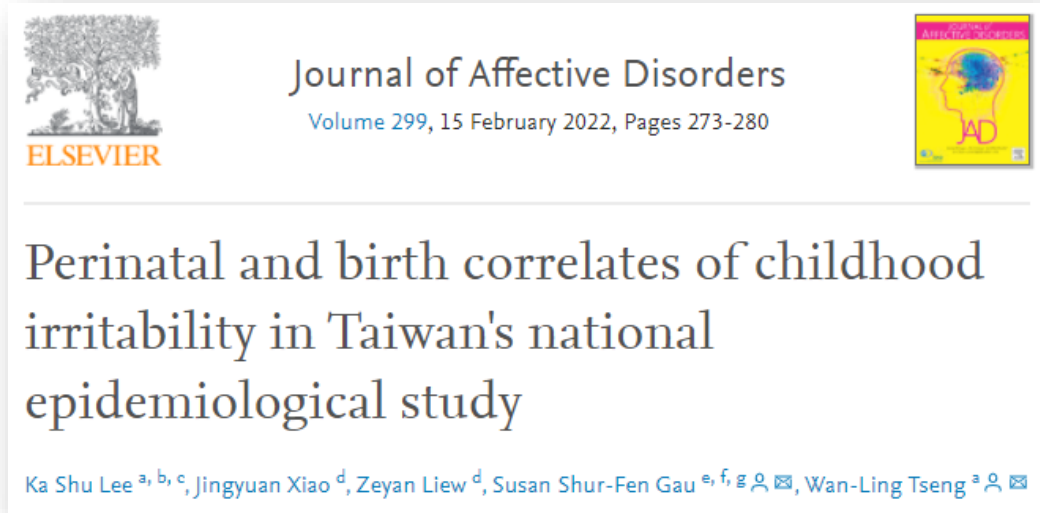 ELSEVIER
Journal of Affective Disorders
Volume 299, 15 February 2022, Pages 273-280
JOURNAL of
AFFECTIVE DISORDERS
JAD
Perinatal and birth correlates of childhood
irritability in Taiwan's national
epidemiological study
Ka Shu Lee a, b, c, Jingyuan Xiao d, Zeyan Liew d, Susan Shur-Fen Gau e, f, g, Wan-Ling Tseng a